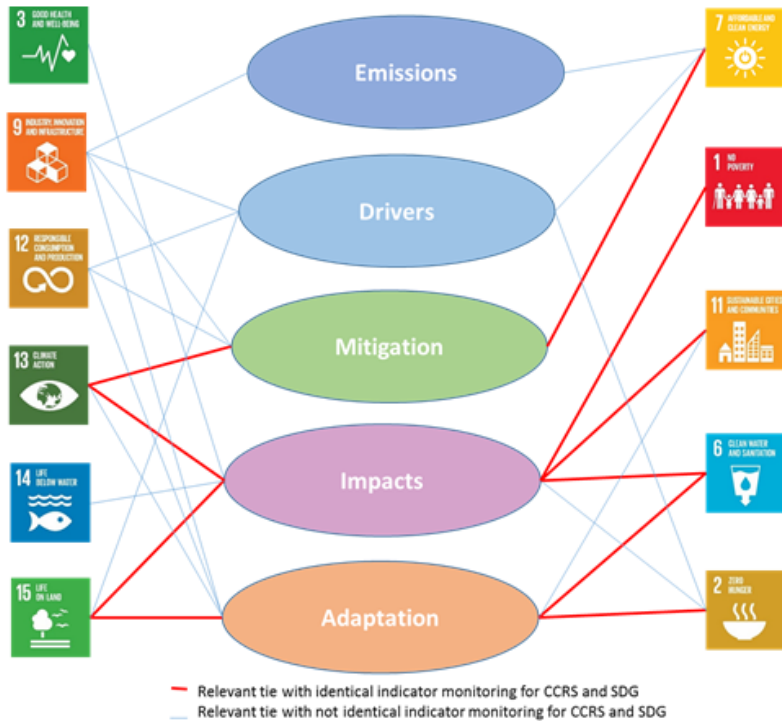 3 GOOD HEALTH
AND WELL-BEING
9 INDUSTRY, INNOVATION
AND INFRASTRUCTURE
12 RESPONSIBLE
CONSUMPTION
AND PRODUCTION
13 CLIMATE
ACTION
14 LIFE
BELOW WATER
15 LIFE
ON LAND
Emissions
Drivers
Mitigation
Impacts
Adaptation
7 AFFORDABLE AND
CLEAN ENERGY
1 NO
POVERTY
11 SUSTAINABLE CITIES
AND COMMUNITIES
6 CLEAN WATER
AND SANITATION
2 ZERO
HUNGER
Relevant tie with identical indicator monitoring for CCRS and SDG
Relevant tie with not identical indicator monitoring for CCRS and SDG